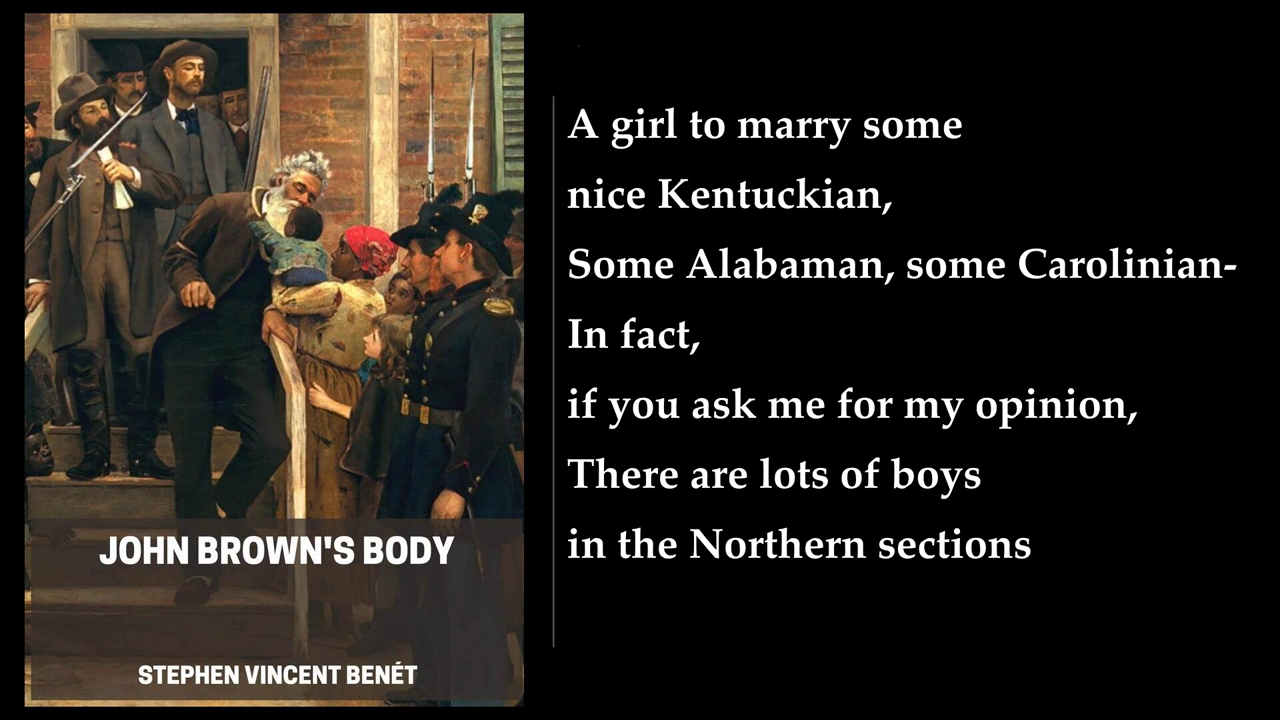 A girl to marry some
nice Kentuckian,
Some Alabaman, some Carolinian-
In fact,
if you ask me for my opinion,
There are lots of boys
in the Northern sections
JOHN BROWN'S BODY
STEPHEN VINCENT BENÉT